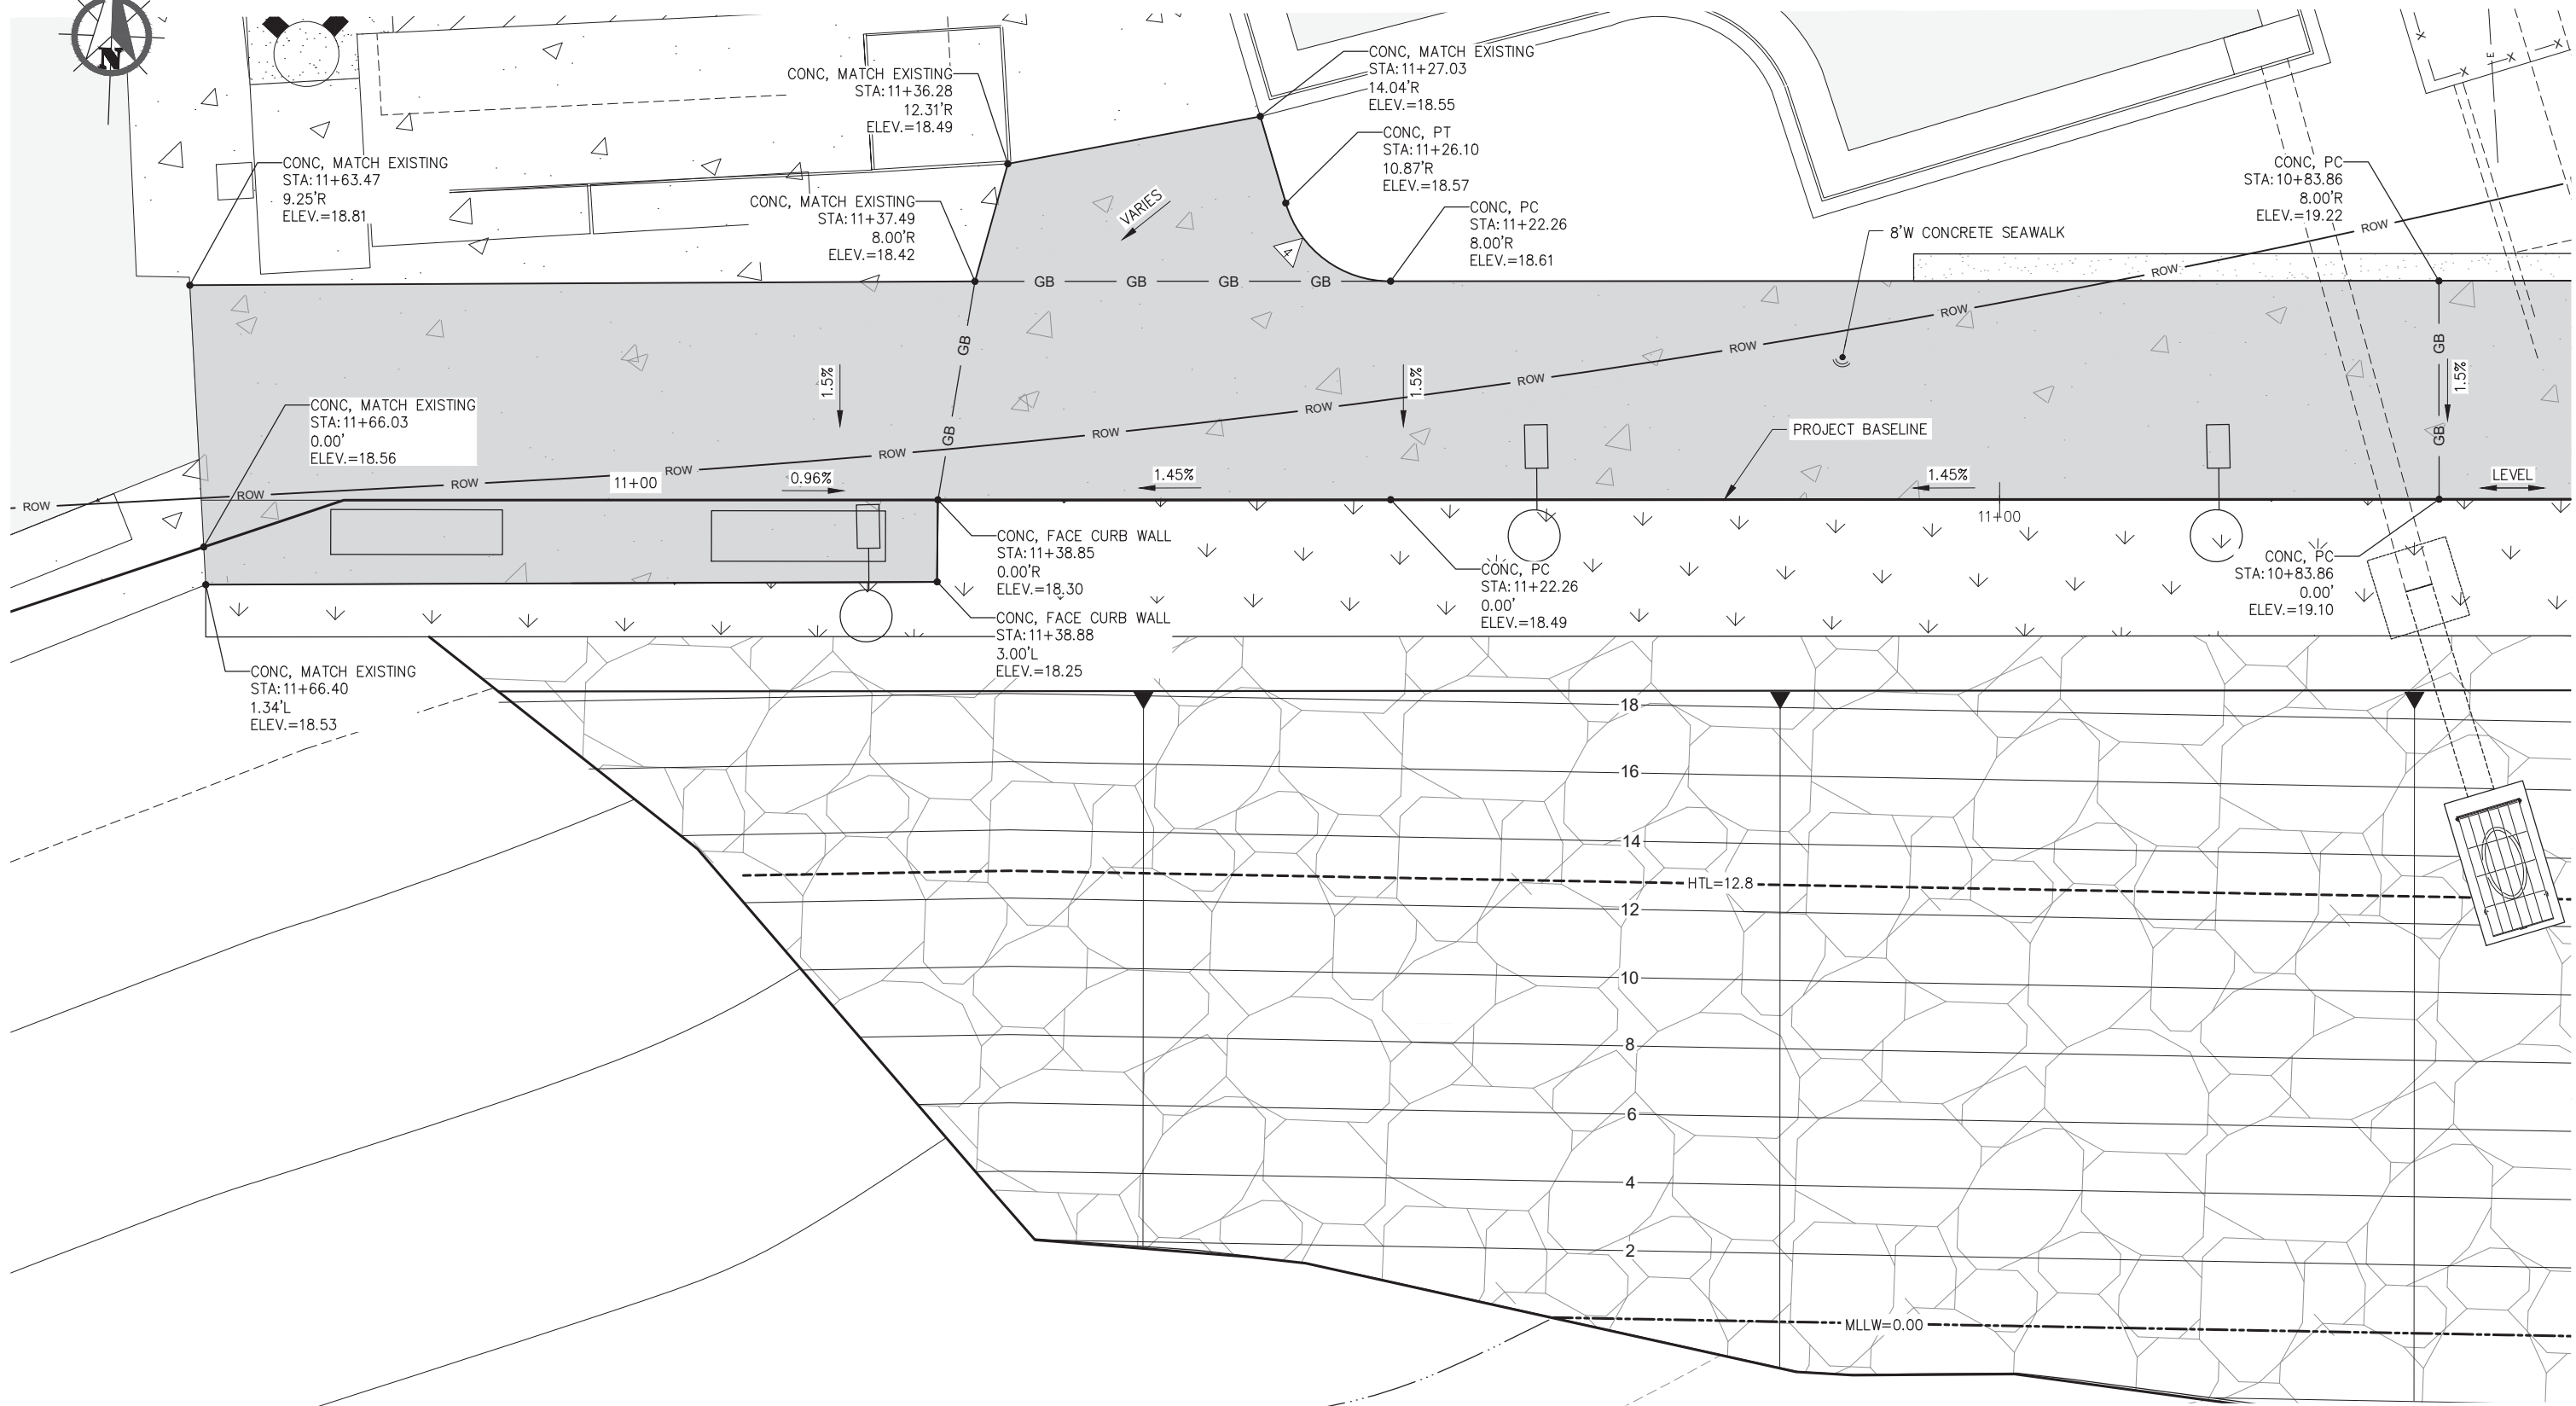 N
CONC, MATCH EXISTING
STA:11+63.47
9.25'R
ELEV.=18.81
CONC, MATCH EXISTING
STA:11+36.28
12.31'R
ELEV.=18.49
CONC, MATCH EXISTING
STA:11+37.49
8.00'R
ELEV.=18.42
CONC, MATCH EXISTING
STA:11+27.03
14.04'R
ELEV.=18.55
CONC, PT
STA:11+26.10
10.87'R
ELEV.=18.57
CONC, PC
STA:11+22.26
8.00'R
ELEV.=18.61
CONC, PC
STA:10+83.86
8.00'R
ELEV.=19.22
X
X
X
X
E
VARIES
4
8'W CONCRETE SEAWALK
GB
GB
GB
GB
GB
GB
GB
GB
1.5%
1.5%
1.5%
ROW
ROW
ROW
ROW
ROW
ROW
ROW
ROW
ROW
ROW
ROW
ROW
ROW
CONC, MATCH EXISTING
STA:11+66.03
0.00'
ELEV.=18.56
11+00
0.96%
1.45%
PROJECT BASELINE
1.45%
LEVEL
11+00
CONC, FACE CURB WALL
STA:11+38.85
0.00'R
ELEV.=18.30
CONC, FACE CURB WALL
STA:11+38.88
3.00'L
ELEV.=18.25
CONC, PC
STA:11+22.26
0.00'
ELEV.=18.49
CONC, PC
STA:10+83.86
0.00'
ELEV.=19.10
CONC, MATCH EXISTING
STA:11+66.40
1.34'L
ELEV.=18.53
18
16
14
HTL=12.8
12
10
8
6
4
2
MLLW=0.00